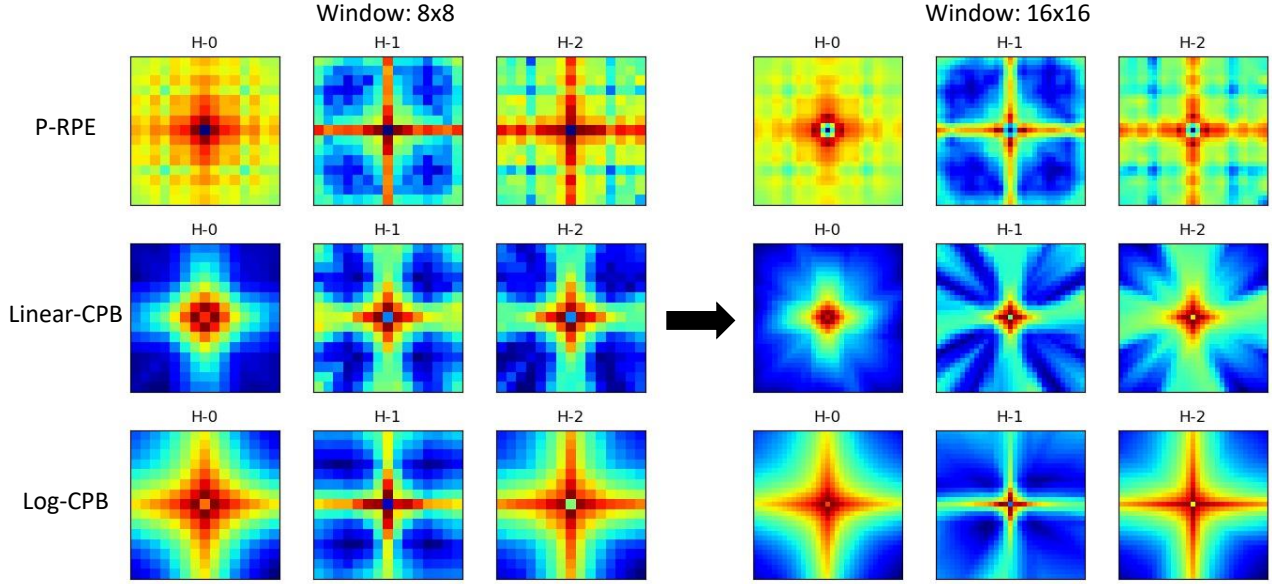 Window: 8x8 Window: 16x16
H-0 H-1 H-2 H-0 H-1 H-2
P-RPE
H-0 H-1 H-2 H-0 H-1 H-2
Linear-CPB
H-0 H-1 H-2 H-0 H-1 H-2
Log-CPB